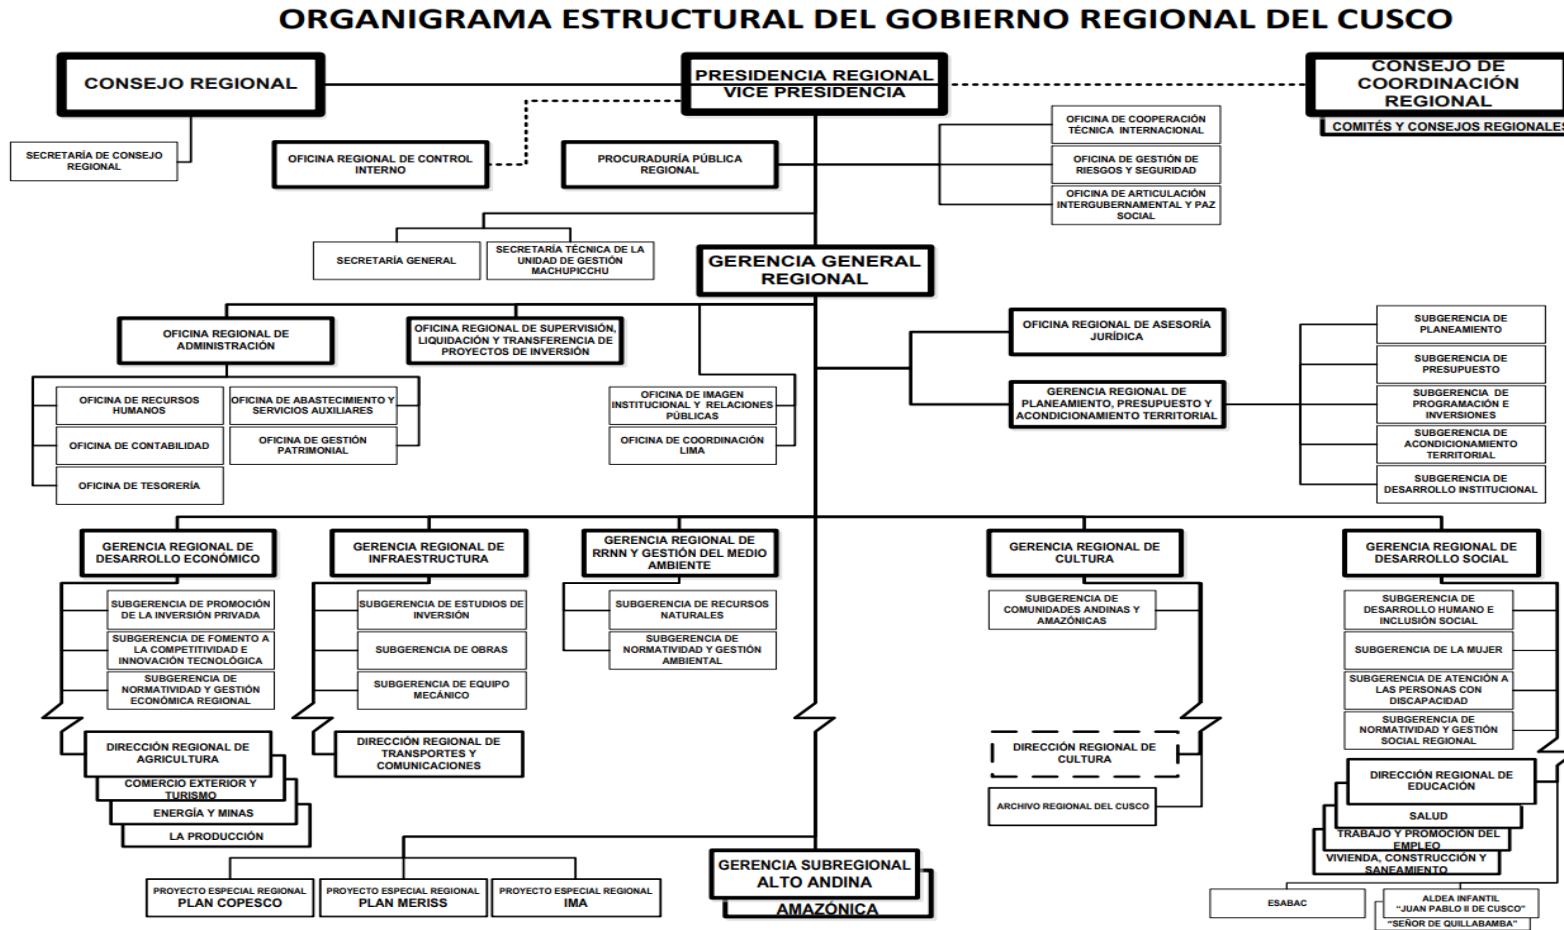 ORGANIGRAMA ESTRUCTURAL DEL GOBIERNO REGIONAL DEL CUSCO
CONSEJO REGIONAL
PRESIDENCIA REGIONAL
VICE PRESIDENCIA
CONSEJO DE
COORDINACIÓN
REGIONAL
COMITÉS Y CONSEJOS REGIONALES
SECRETARÍA DE CONSEJO
REGIONAL
OFICINA REGIONAL DE CONTROL
INTERNO
PROCURADURÍA PÚBLICA
REGIONAL
OFICINA DE COOPERACIÓN
TÉCNICA INTERNACIONAL
OFICINA DE GESTIÓN DE
RIESGOS Y SEGURIDAD
OFICINA DE ARTICULACIÓN
INTERGUBERNAMENTAL Y PAZ
SOCIAL
SECRETARÍA GENERAL
SECRETARÍA TÉCNICA DE LA
UNIDAD DE GESTIÓN
MACHUPICCHU
GERENCIA GENERAL
REGIONAL
OFICINA REGIONAL DE
ADMINISTRACIÓN
OFICINA REGIONAL DE SUPERVISIÓN,
LIQUIDACIÓN Y TRANSFERENCIA DE
PROYECTOS DE INVERSIÓN
OFICINA REGIONAL DE ASESORÍA
JURÍDICA
GERENCIA REGIONAL DE
PLANEAMIENTO, PRESUPUESTO Y
ACONDICIONAMIENTO TERRITORIAL
SUBGERENCIA DE
PLANEAMIENTO
SUBGERENCIA DE
PRESUPUESTO
SUBGERENCIA DE
PROGRAMACIÓN E
INVERSIONES
SUBGERENCIA DE
ACONDICIONAMIENTO
TERRITORIAL
SUBGERENCIA DE
DESARROLLO INSTITUCIONAL
OFICINA DE RECURSOS
HUMANOS
OFICINA DE ABASTECIMIENTO Y
SERVICIOS AUXILIARES
OFICINA DE CONTABILIDAD
OFICINA DE GESTIÓN
PATRIMONIAL
OFICINA DE TESORERÍA
OFICINA DE IMAGEN
INSTITUCIONAL Y RELACIONES
PÚBLICAS
OFICINA DE COORDINACIÓN
LIMA
GERENCIA REGIONAL DE
DESARROLLO ECONÓMICO
SUBGERENCIA DE PROMOCIÓN
DE LA INVERSIÓN PRIVADA
SUBGERENCIA DE FOMENTO A
LA COMPETITIVIDAD E
INNOVACIÓN TECNOLÓGICA
SUBGERENCIA DE
NORMATIVIDAD Y GESTIÓN
ECONÓMICA REGIONAL
DIRECCIÓN REGIONAL DE
AGRICULTURA
COMERCIO EXTERIOR Y
TURISMO
ENERGÍA Y MINAS
LA PRODUCCIÓN
GERENCIA REGIONAL DE
INFRAESTRUCTURA
SUBGERENCIA DE ESTUDIOS DE
INVERSIÓN
SUBGERENCIA DE OBRAS
SUBGERENCIA DE EQUIPO
MECÁNICO
DIRECCIÓN REGIONAL DE
TRANSPORTES Y
COMUNICACIONES
GERENCIA REGIONAL DE
RRNN Y GESTIÓN DEL MEDIO
AMBIENTE
SUBGERENCIA DE RECURSOS
NATURALES
SUBGERENCIA DE
NORMATIVIDAD Y GESTIÓN
AMBIENTAL
GERENCIA REGIONAL DE
CULTURA
SUBGERENCIA DE
COMUNIDADES ANDINAS Y
AMAZÓNICAS
DIRECCIÓN REGIONAL DE
CULTURA
ARCHIVO REGIONAL DEL CUSCO
GERENCIA REGIONAL DE
DESARROLLO SOCIAL
SUBGERENCIA DE
DESARROLLO HUMANO E
INCLUSIÓN SOCIAL
SUBGERENCIA DE LA MUJER
SUBGERENCIA DE ATENCIÓN A
LAS PERSONAS CON
DISCAPACIDAD
SUBGERENCIA DE
NORMATIVIDAD Y GESTIÓN
SOCIAL REGIONAL
DIRECCIÓN REGIONAL DE
EDUCACIÓN
SALUD
TRABAJO Y PROMOCIÓN DEL
EMPLEO
VIVIENDA, CONSTRUCCIÓN Y
SANEAMIENTO
PROYECTO ESPECIAL REGIONAL
PLAN COPESCO
PROYECTO ESPECIAL REGIONAL
PLAN MERISS
PROYECTO ESPECIAL REGIONAL
IMA
GERENCIA SUBREGIONAL
ALTO ANDINA
AMAZÓNICA
ESABAC
ALDEA INFANTIL
"JUAN PABLO II DE CUSCO"
"SEÑOR DE QUILLABAMBA"